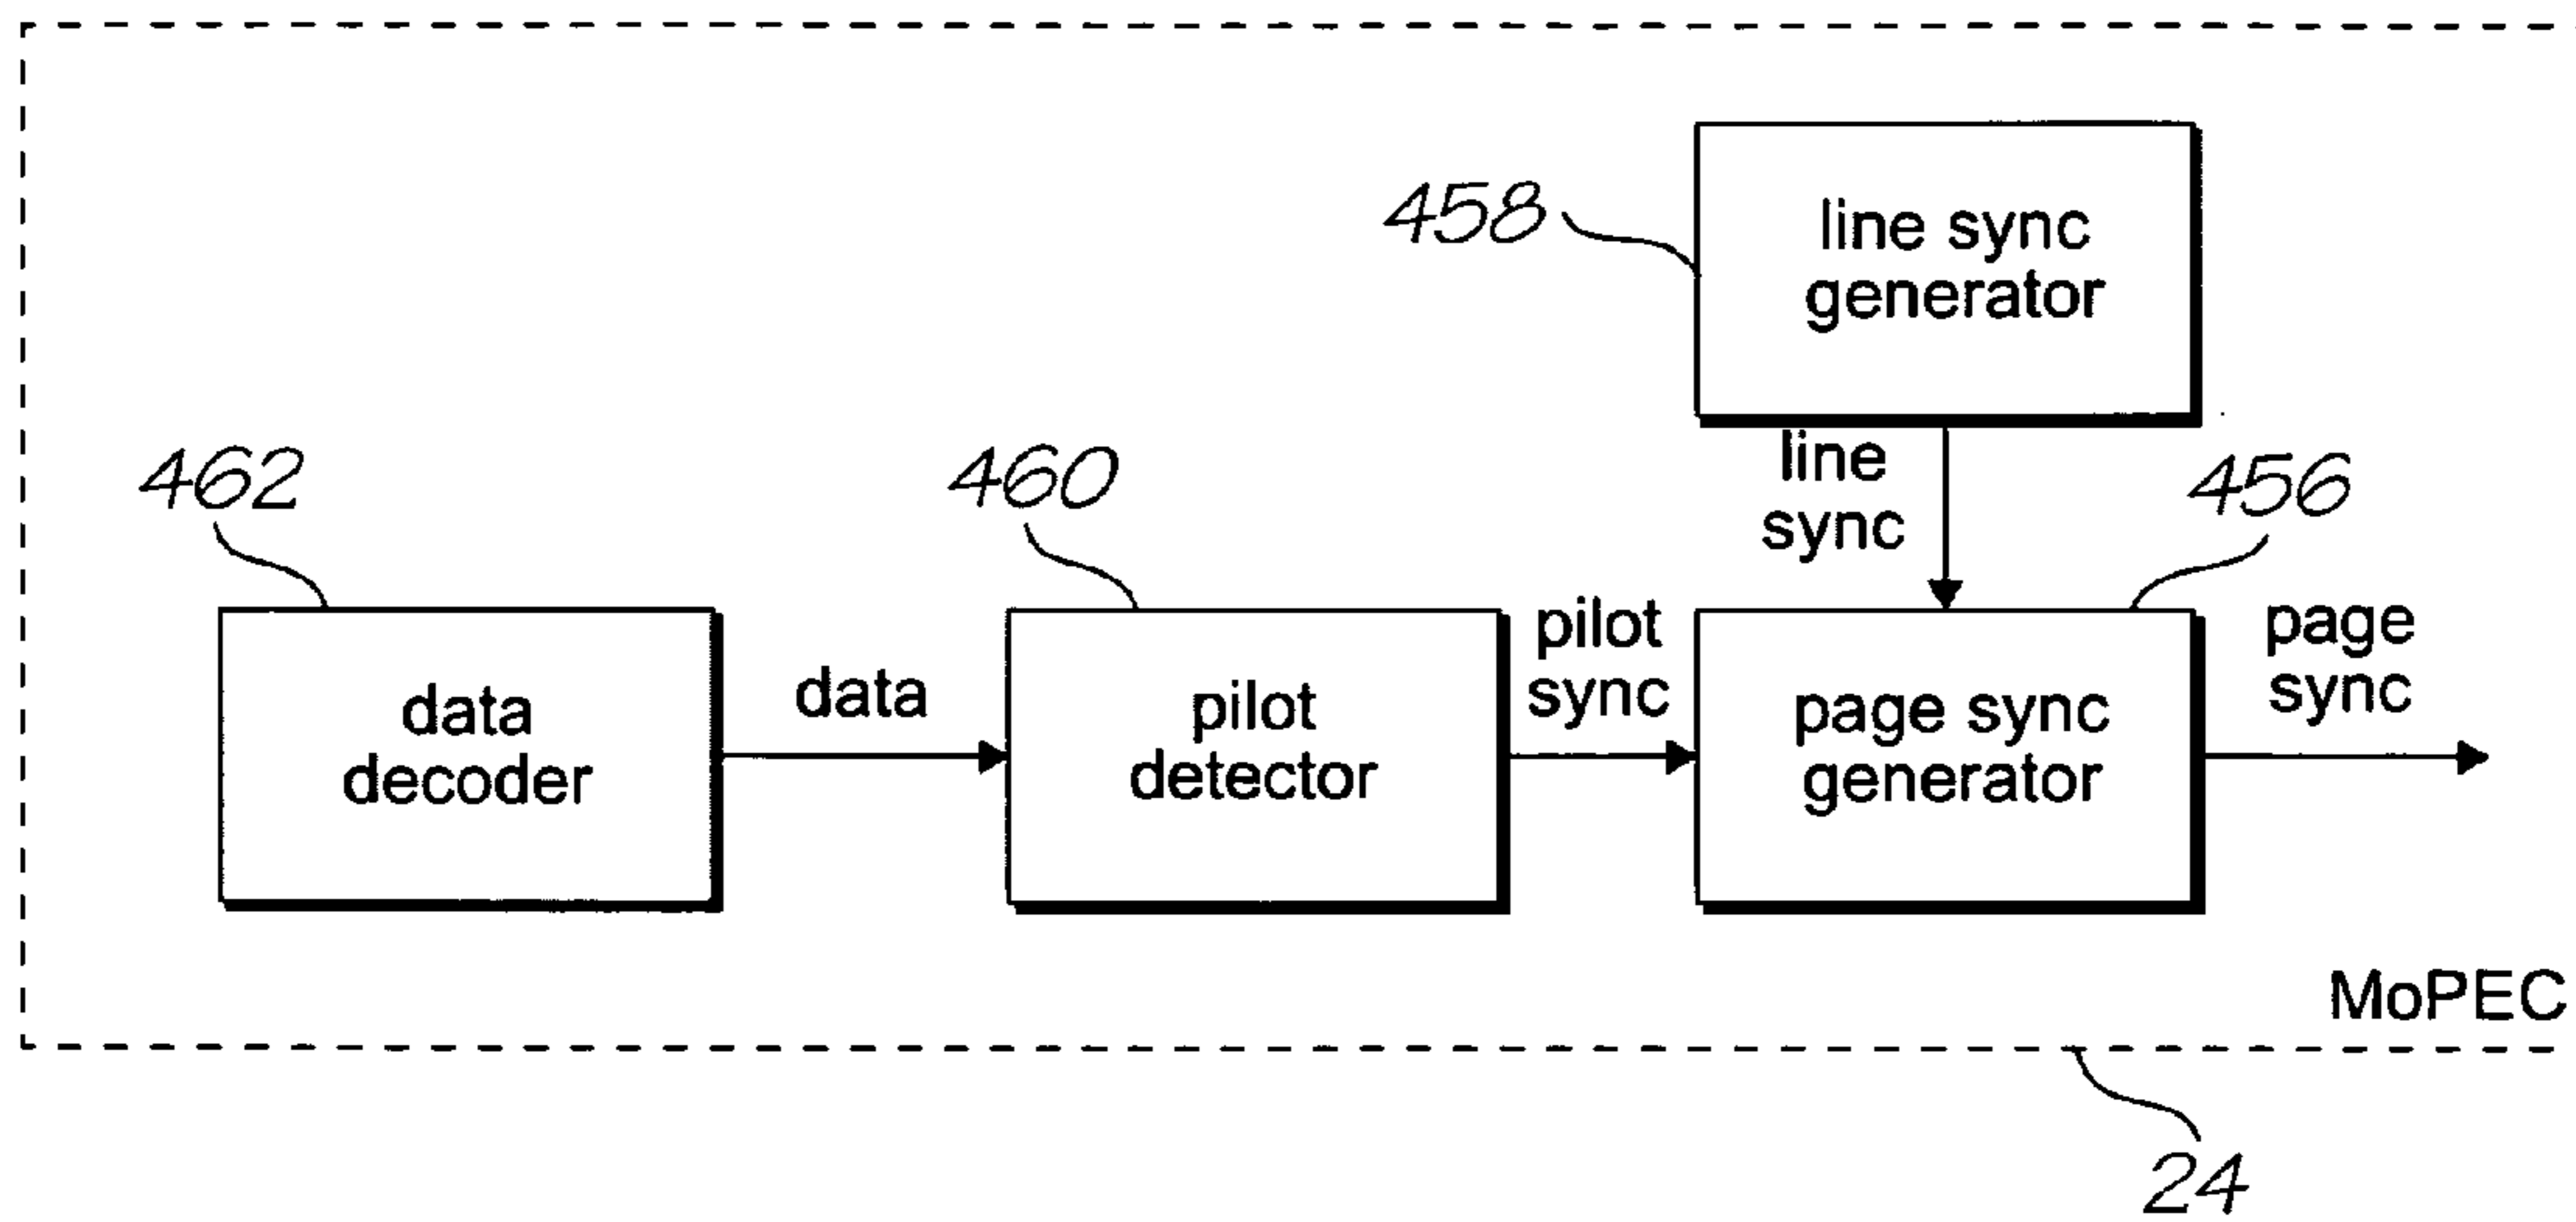 458
line sync
generator
line
sync
462
460
456
data
decoder
data
pilot
detector
pilot
sync
page sync
generator
page
sync
MoPEC
24